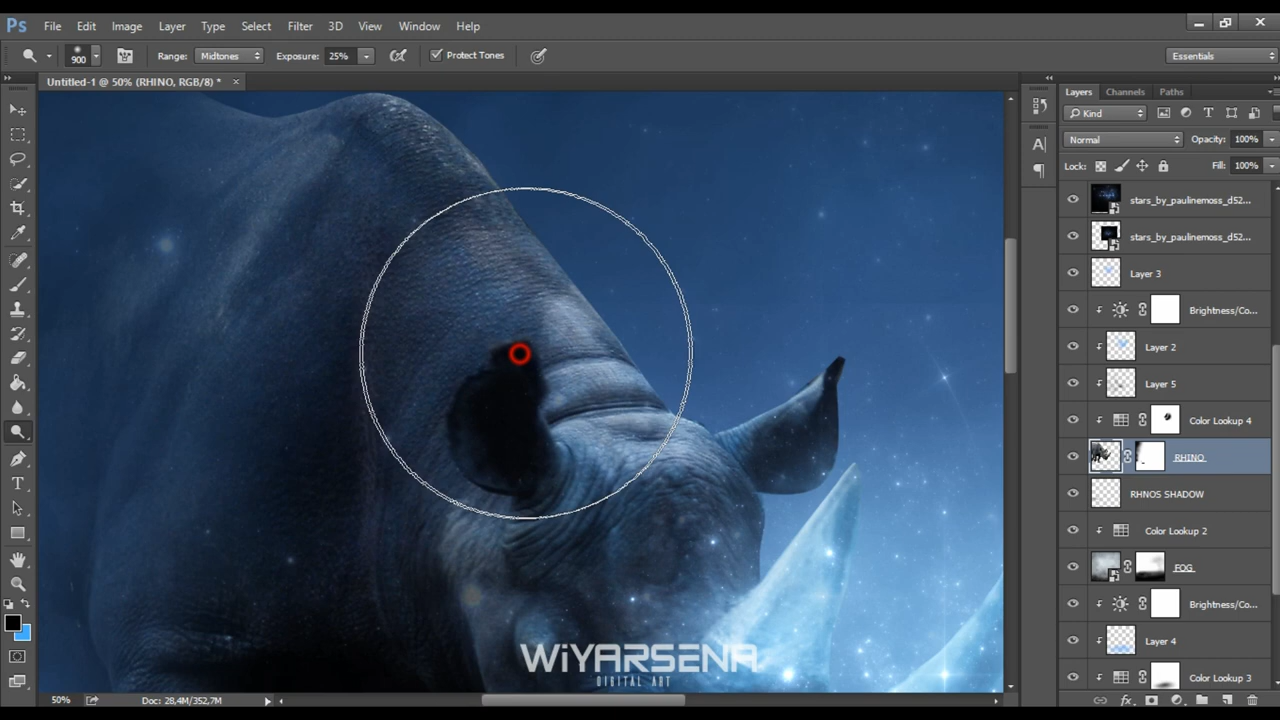 Ps File Edit Image Layer Type Select Filter 3D View Window Help
900 Range: Midtones Exposure: 25% Protect Tones Essentials
Untitled-1 @ 50% (RHINO, RGB/8) * ×
Layers Channels Paths
Kind
Normal Opacity: 100%
Lock: Fill: 100%
stars_by_paulinemoss_d52...
stars_by_paulinemoss_d52...
Layer 3
Brightness/Co...
Layer 2
Layer 5
Color Lookup 4
RHINO
RHNOS SHADOW
Color Lookup 2
FOG
Brightness/Co...
Layer 4
Color Lookup 3
WiYARSENA
DIGITAL ART
50% Doc: 28,4M/352,7M